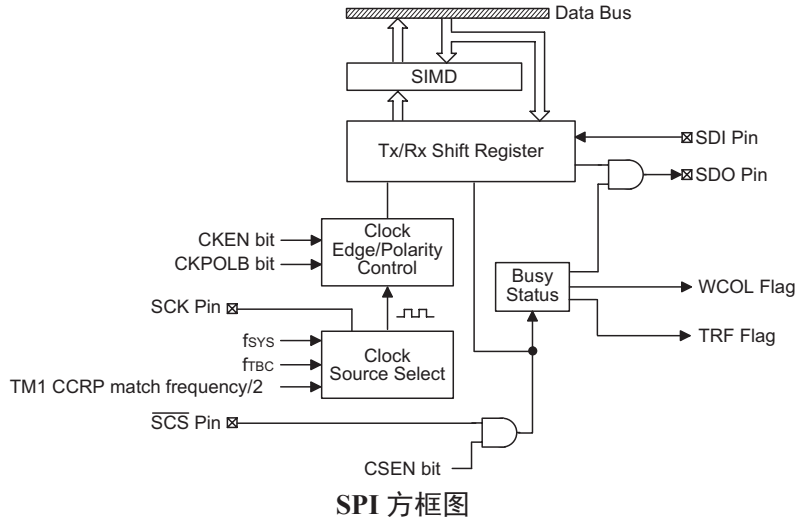 Data Bus
SIMD
Tx/Rx Shift Register
SDI Pin
SDO Pin
CKEN bit
CKPOLB bit
Clock
Edge/Polarity
Control
Busy
Status
WCOL Flag
TRF Flag
SCK Pin
fSYS
fTBC
TM1 CCRP match frequency/2
Clock
Source Select
SCS Pin
CSEN bit
SPI 方框图